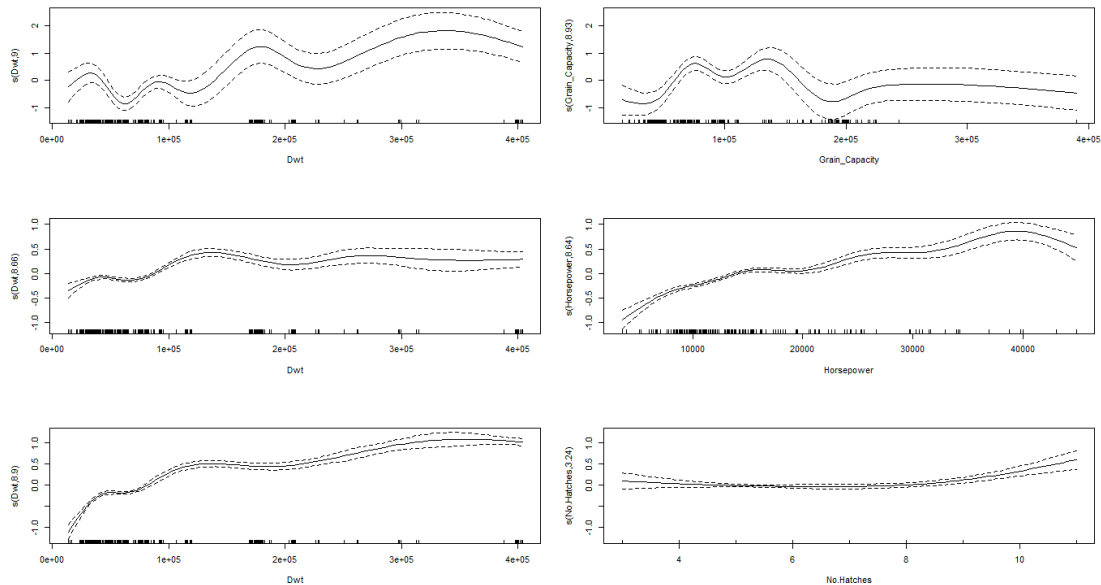 s(Dwt,9)
2
1
0
-1
0e+00 1e+05 2e+05 3e+05 4e+05
Dwt
s(Grain_Capacity,8.93)
2
1
0
-1
1e+05 2e+05 3e+05 4e+05
Grain_Capacity
s(Dwt,8.66)
1.0
0.5
0.0
-0.5
-1.0
0e+00 1e+05 2e+05 3e+05 4e+05
Dwt
s(Horsepower,8.64)
1.0
0.5
0.0
-0.5
-1.0
10000 20000 30000 40000
Horsepower
s(Dwt,8.9)
1.0
0.5
0.0
-1.0
0e+00 1e+05 2e+05 3e+05 4e+05
Dwt
s(No.Hatches,3.24)
1.0
0.5
0.0
-1.0
4 6 8 10
No.Hatches